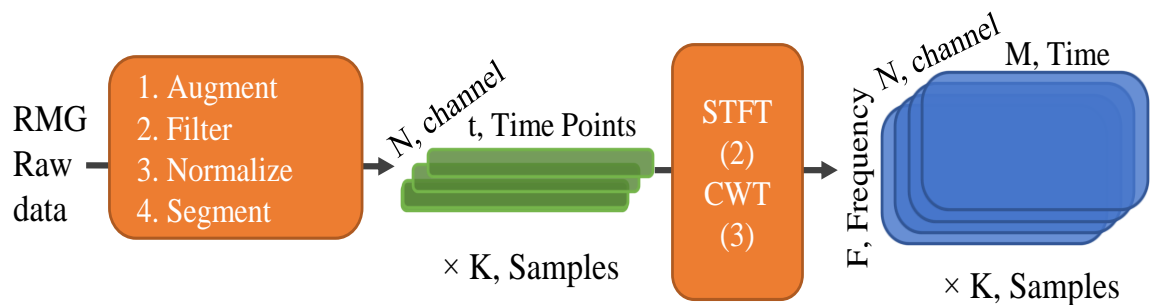 RMG
Raw
data
1. Augment
2. Filter
3. Normalize
4. Segment
N, channel
t, Time Points
× K, Samples
STFT
(2)
CWT
(3)
F, Frequency
N, channel
M, Time
× K, Samples